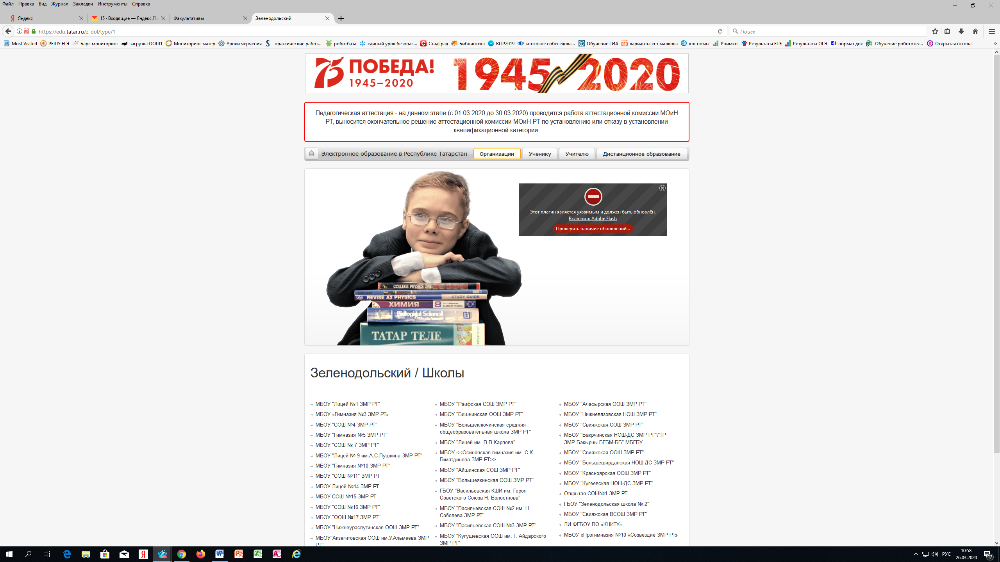 Файл Правка Вид Журнал Закладки Инструменты Справка
Яндекс
15 · Входящие — Яндекс.По
Факультативы
Зеленодольский
https://edu.tatar.ru/z_dol/type/1
Поиск
Most Visited РЕШУ ЕГЭ Барс мониторинг загрузка ООШ1 Мониторинг матер Уроки черчения практические работ... роботбаза единый урок безопас... СтадГрад Библиотека ВПР2019 итоговое собеседова... Обучение ГИА варианты егэ малкова костюмы Рцимко Результаты ЕГЭ Результаты ОГЭ нормат док Обучение робототех... Открытая школа
75 ПОБЕДА!
1945–2020
1945 2020
Педагогическая аттестация - на данном этапе (с 01.03.2020 до 30.03.2020) проводится работа аттестационной комиссии МОиН
РТ, выносится окончательное решение аттестационной комиссии МОиН РТ по установлению или отказу в установлении
квалификационной категории.
Электронное образование в Республике Татарстан
Организации
Ученику
Учителю
Дистанционное образование
Этот плагин является уязвимым и должен быть обновлён.
Включить Adobe Flash
Проверить наличие обновлений...
COLLEGE PHYSICS ONE
REVISE A2 PHYSICS STUDY GUIDE
ХИМИЯ 8 О.С. Габриелян БАЗОВЫЙ УРОВЕНЬ
Biological Science
ТАТАР ТЕЛЕ
ТАТАР ТЕЛЕ
Зеленодольский / Школы
МБОУ "Лицей №1 ЗМР РТ"
МБОУ «Гимназия №3 ЗМР РТ»
МБОУ "СОШ №4 ЗМР РТ"
МБОУ "Гимназия №5 ЗМР РТ"
МБОУ "СОШ № 7 ЗМР РТ"
МБОУ "Лицей № 9 им.А.С.Пушкина ЗМР РТ"
МБОУ "Гимназия №10 ЗМР РТ"
МБОУ "СОШ №11" ЗМР РТ
МБОУ Лицей №14 ЗМР РТ
МБОУ СОШ №15 ЗМР РТ
МБОУ "СОШ №16 ЗМР РТ"
МБОУ "ООШ №17 ЗМР РТ"
МБОУ "Нижнеураспугинская ООШ ЗМР РТ"
МБОУ"Акзегитовская ООШ им.У.Альмеева ЗМР
РТ"
МБОУ "Раифская СОШ ЗМР РТ"
МБОУ "Бишнинская ООШ ЗМР РТ"
МБОУ "Большеключинская средняя
общеобразовательная школа ЗМР РТ"
МБОУ "Лицей им. В.В.Карпова"
МБОУ <<Осиновская гимназия им. С.К
Гиматдинова ЗМР РТ>>
МБОУ "Айшинская СОШ ЗМР РТ"
МБОУ "Большеякинская ООШ ЗМР РТ"
ГБОУ "Васильевская КШИ им. Героя
Советского Союза Н. Волостнова"
МБОУ "Васильевская СОШ №2 им. Н.
Соболева ЗМР РТ"
МБОУ "Васильевская СОШ №3 ЗМР РТ"
МБОУ "Кугушевская ООШ им. Г. Айдарского
ЗМР РТ"
МБОУ "Ачасырская ООШ ЗМР РТ"
МБОУ "Нижневязовская НОШ ЗМР РТ"
МБОУ "Свияжская СОШ ЗМР РТ"
МБОУ "Бакрчинская НОШ-ДС ЗМР РТ"\"ТР
ЗМР Бакырчы БГБМ-ББ" МБГБУ
МБОУ "Свияжская ООШ ЗМР РТ"
МБОУ "Большеширданская НОШ-ДС ЗМР РТ"
МБОУ "Красноярская ООШ ЗМР РТ"
МБОУ "Кугеевская НОШ-ДС ЗМР РТ"
Открытая СОШ№1 ЗМР РТ
ГБОУ "Зеленодольская школа № 2"
МБОУ "Свияжская ВСОШ ЗМР РТ"
ЛИ ФГБОУ ВО «КНИТУ»
МБОУ «Прогимназия №10 «Созвездие ЗМР РТ»
РУС
10:58
26.03.2020
17